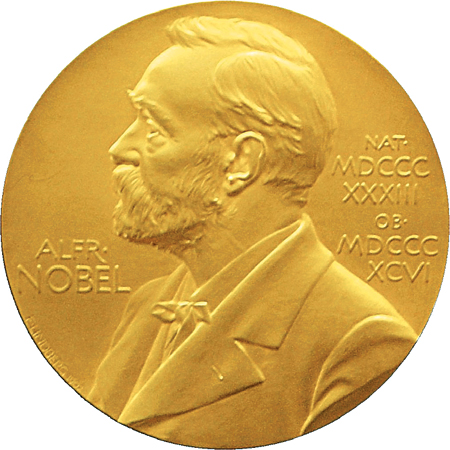 ALFR·
NOBEL
NAT·
MDCCC
XXXIII
OB·
MDCCC
XCVI